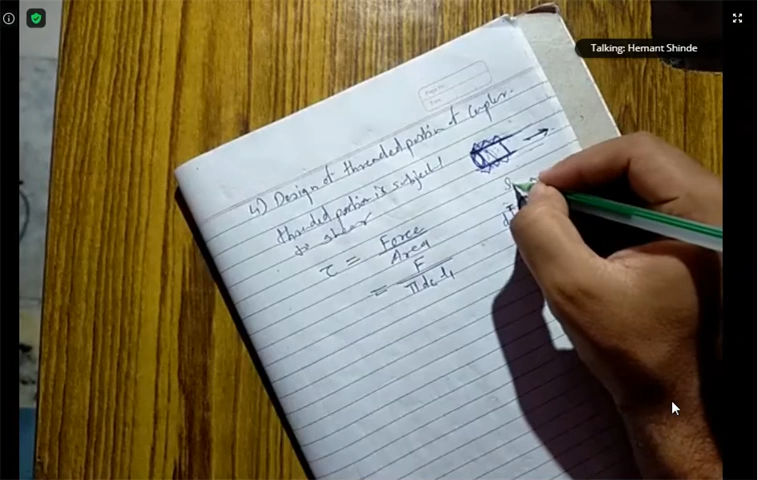 Talking: Hemant Shinde
4) Design of threaded portion of Coupler.
threaded portion is subject
to shear
τ = Force
Area
= F
π dc l1